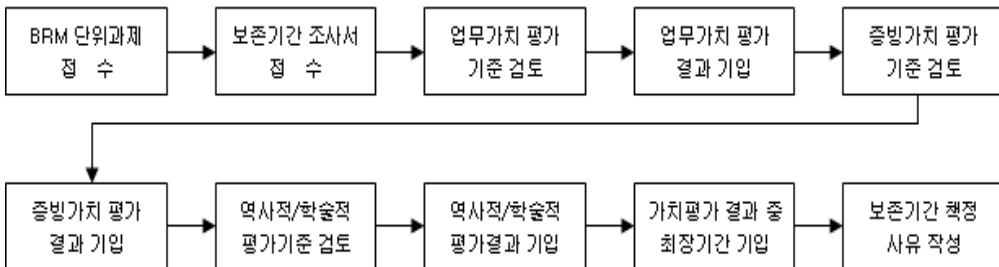 BRM 단위과제
접 수
보존기간 조사서
접 수
업무가치 평가
기준 검토
업무가치 평가
결과 기입
증빙가치 평가
기준 검토
증빙가치 평가
결과 기입
역사적/학술적
평가기준 검토
역사적/학술적
평가결과 기입
가치평가 결과 중
최장기간 기입
보존기간 책정
사유 작성